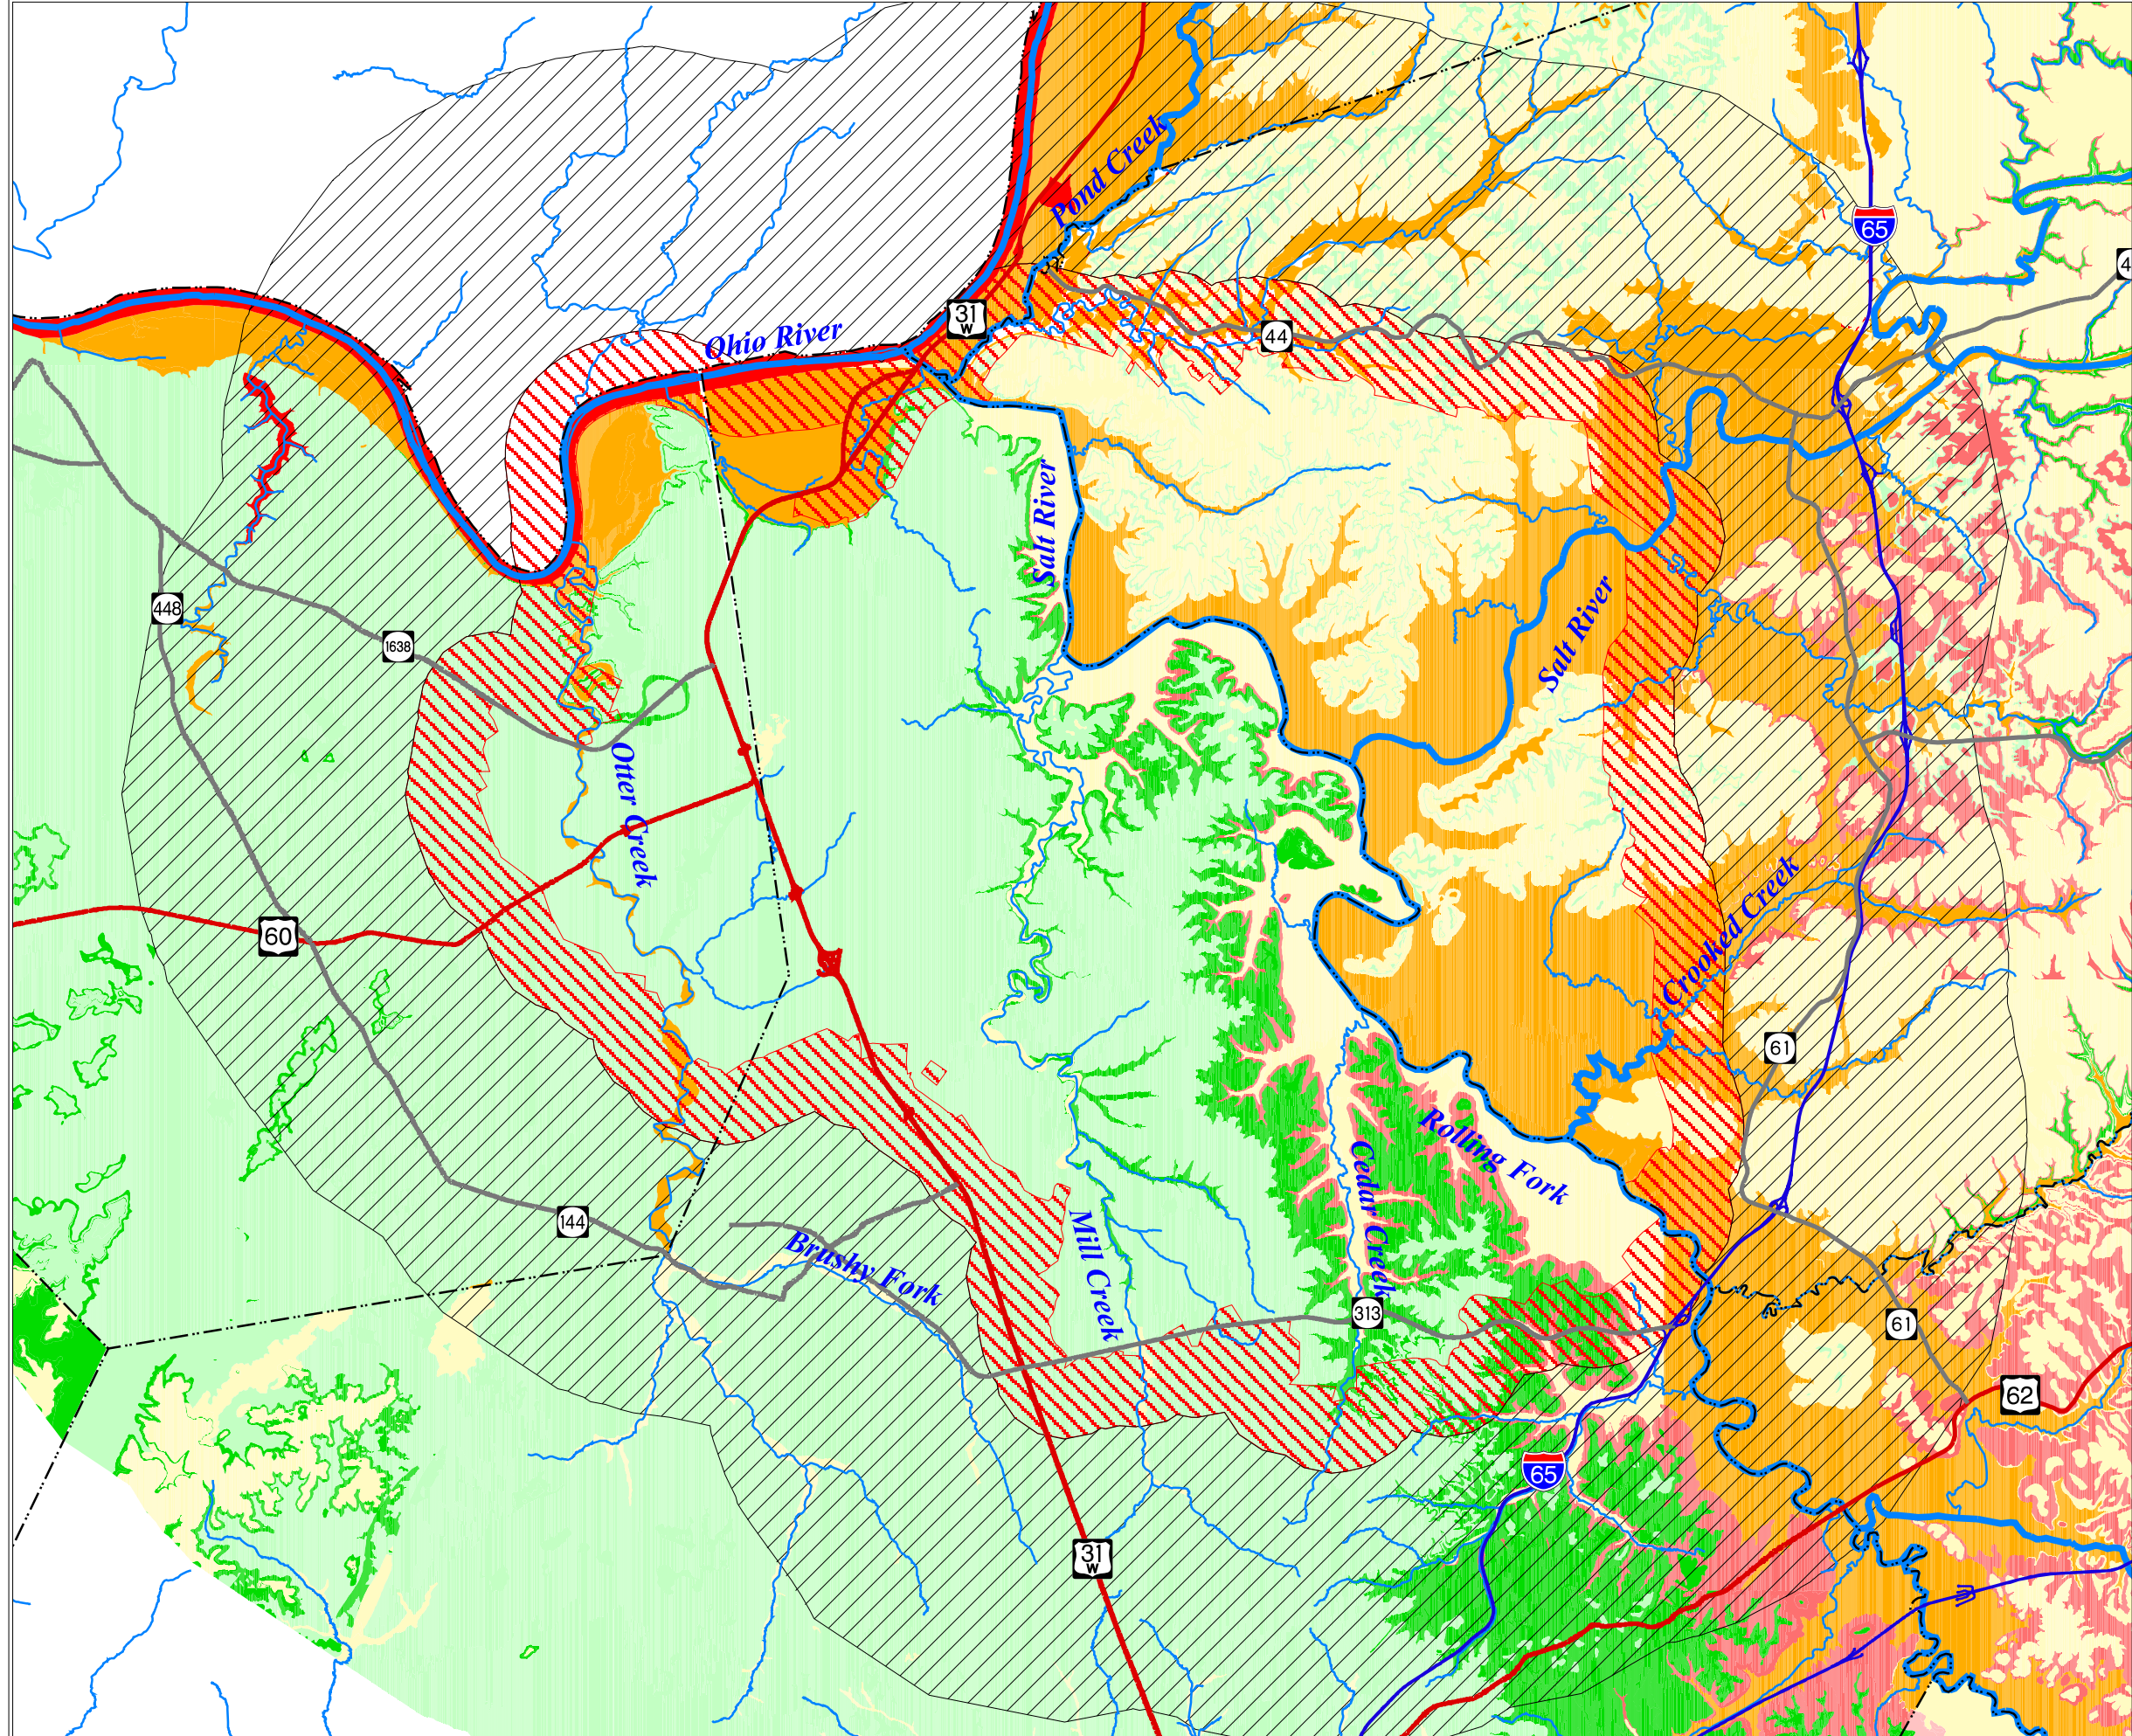 65
Pond Creek
4
31
W
44
Ohio River
Salt River
448
Salt River
1638
Otter Creek
60
Crooked Creek
61
Rolling Fork
Cedar Creek
144
Mill Creek
Brushy Fork
313
61
62
65
31
W